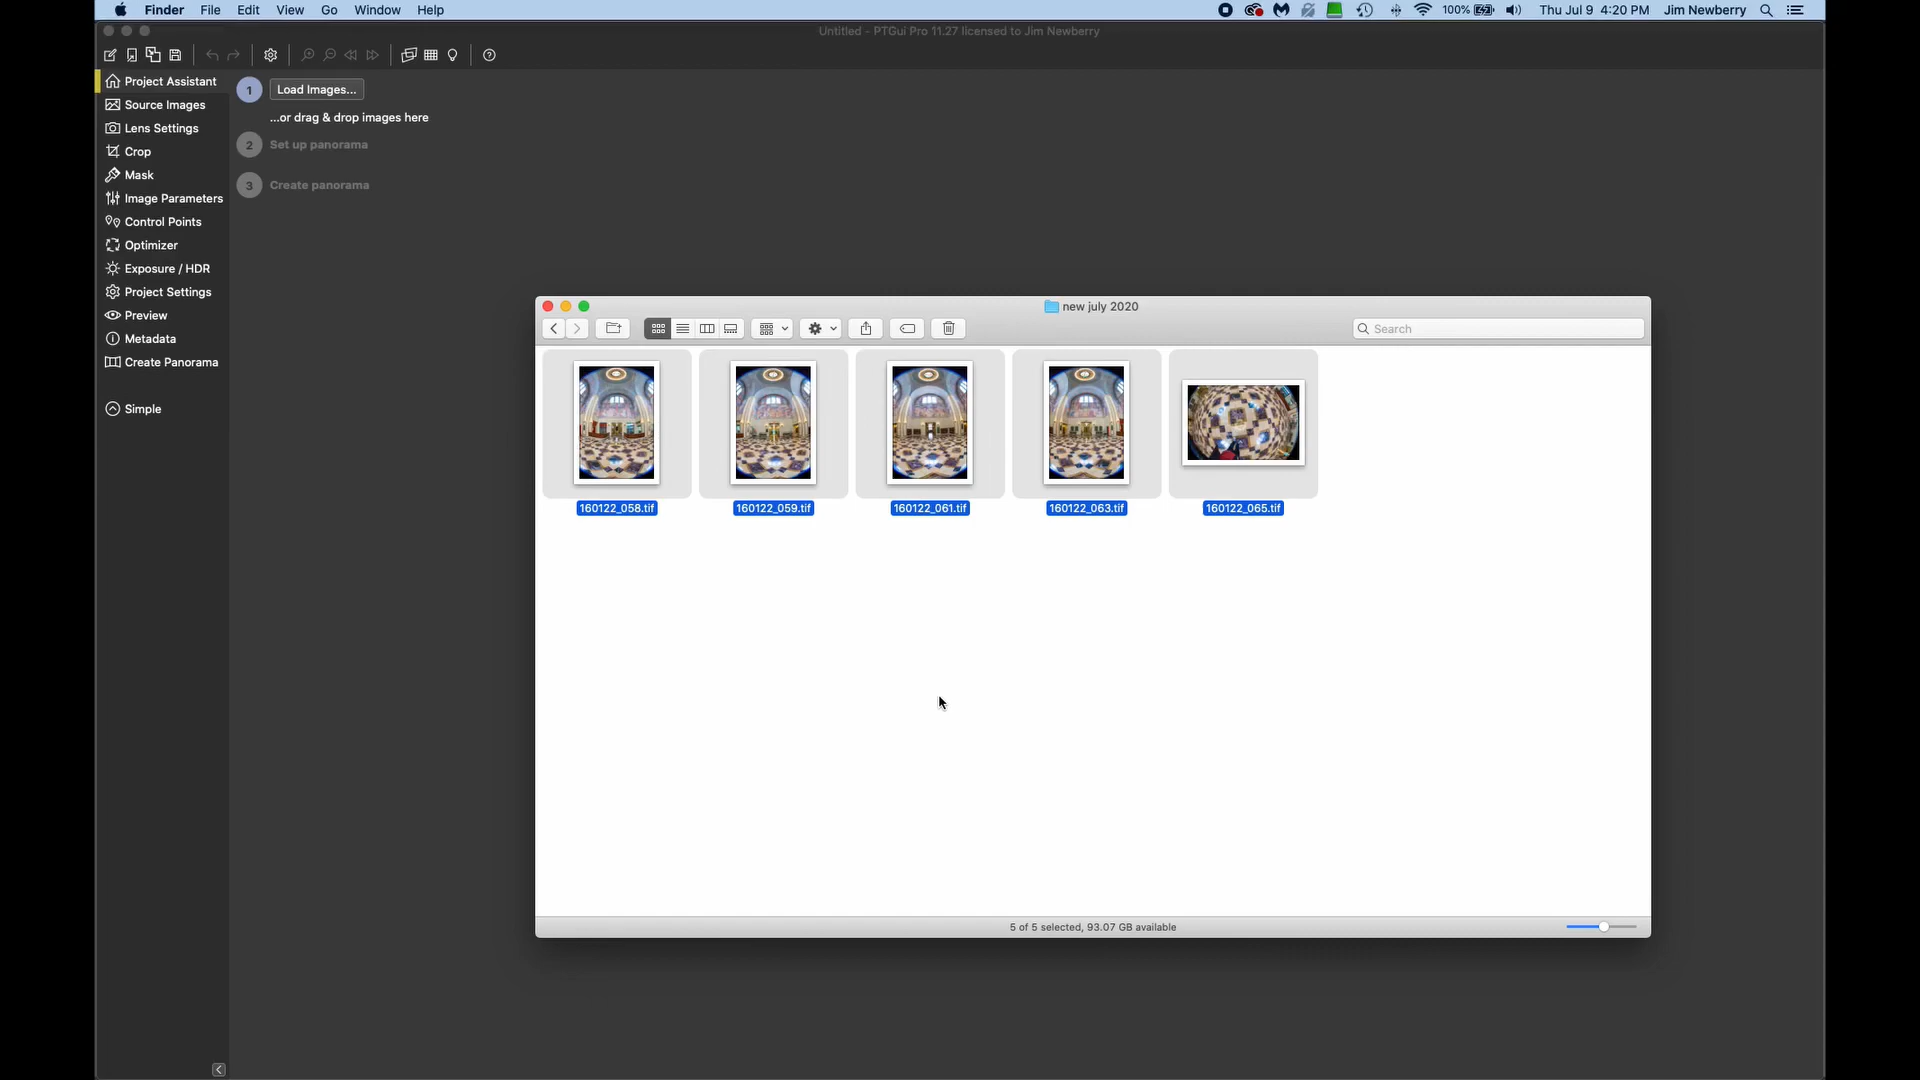 Finder File Edit View Go Window Help 100% Thu Jul 9 4:20 PM Jim Newberry
Untitled - PTGui Pro 11.27 licensed to Jim Newberry
Project Assistant
Source Images
Lens Settings
Crop
Mask
Image Parameters
Control Points
Optimizer
Exposure / HDR
Project Settings
Preview
Metadata
Create Panorama
Simple
1 Load Images...
...or drag & drop images here
2 Set up panorama
3 Create panorama
new july 2020
Search
160122_058.tif 160122_059.tif 160122_061.tif 160122_063.tif 160122_065.tif
5 of 5 selected, 93.07 GB available